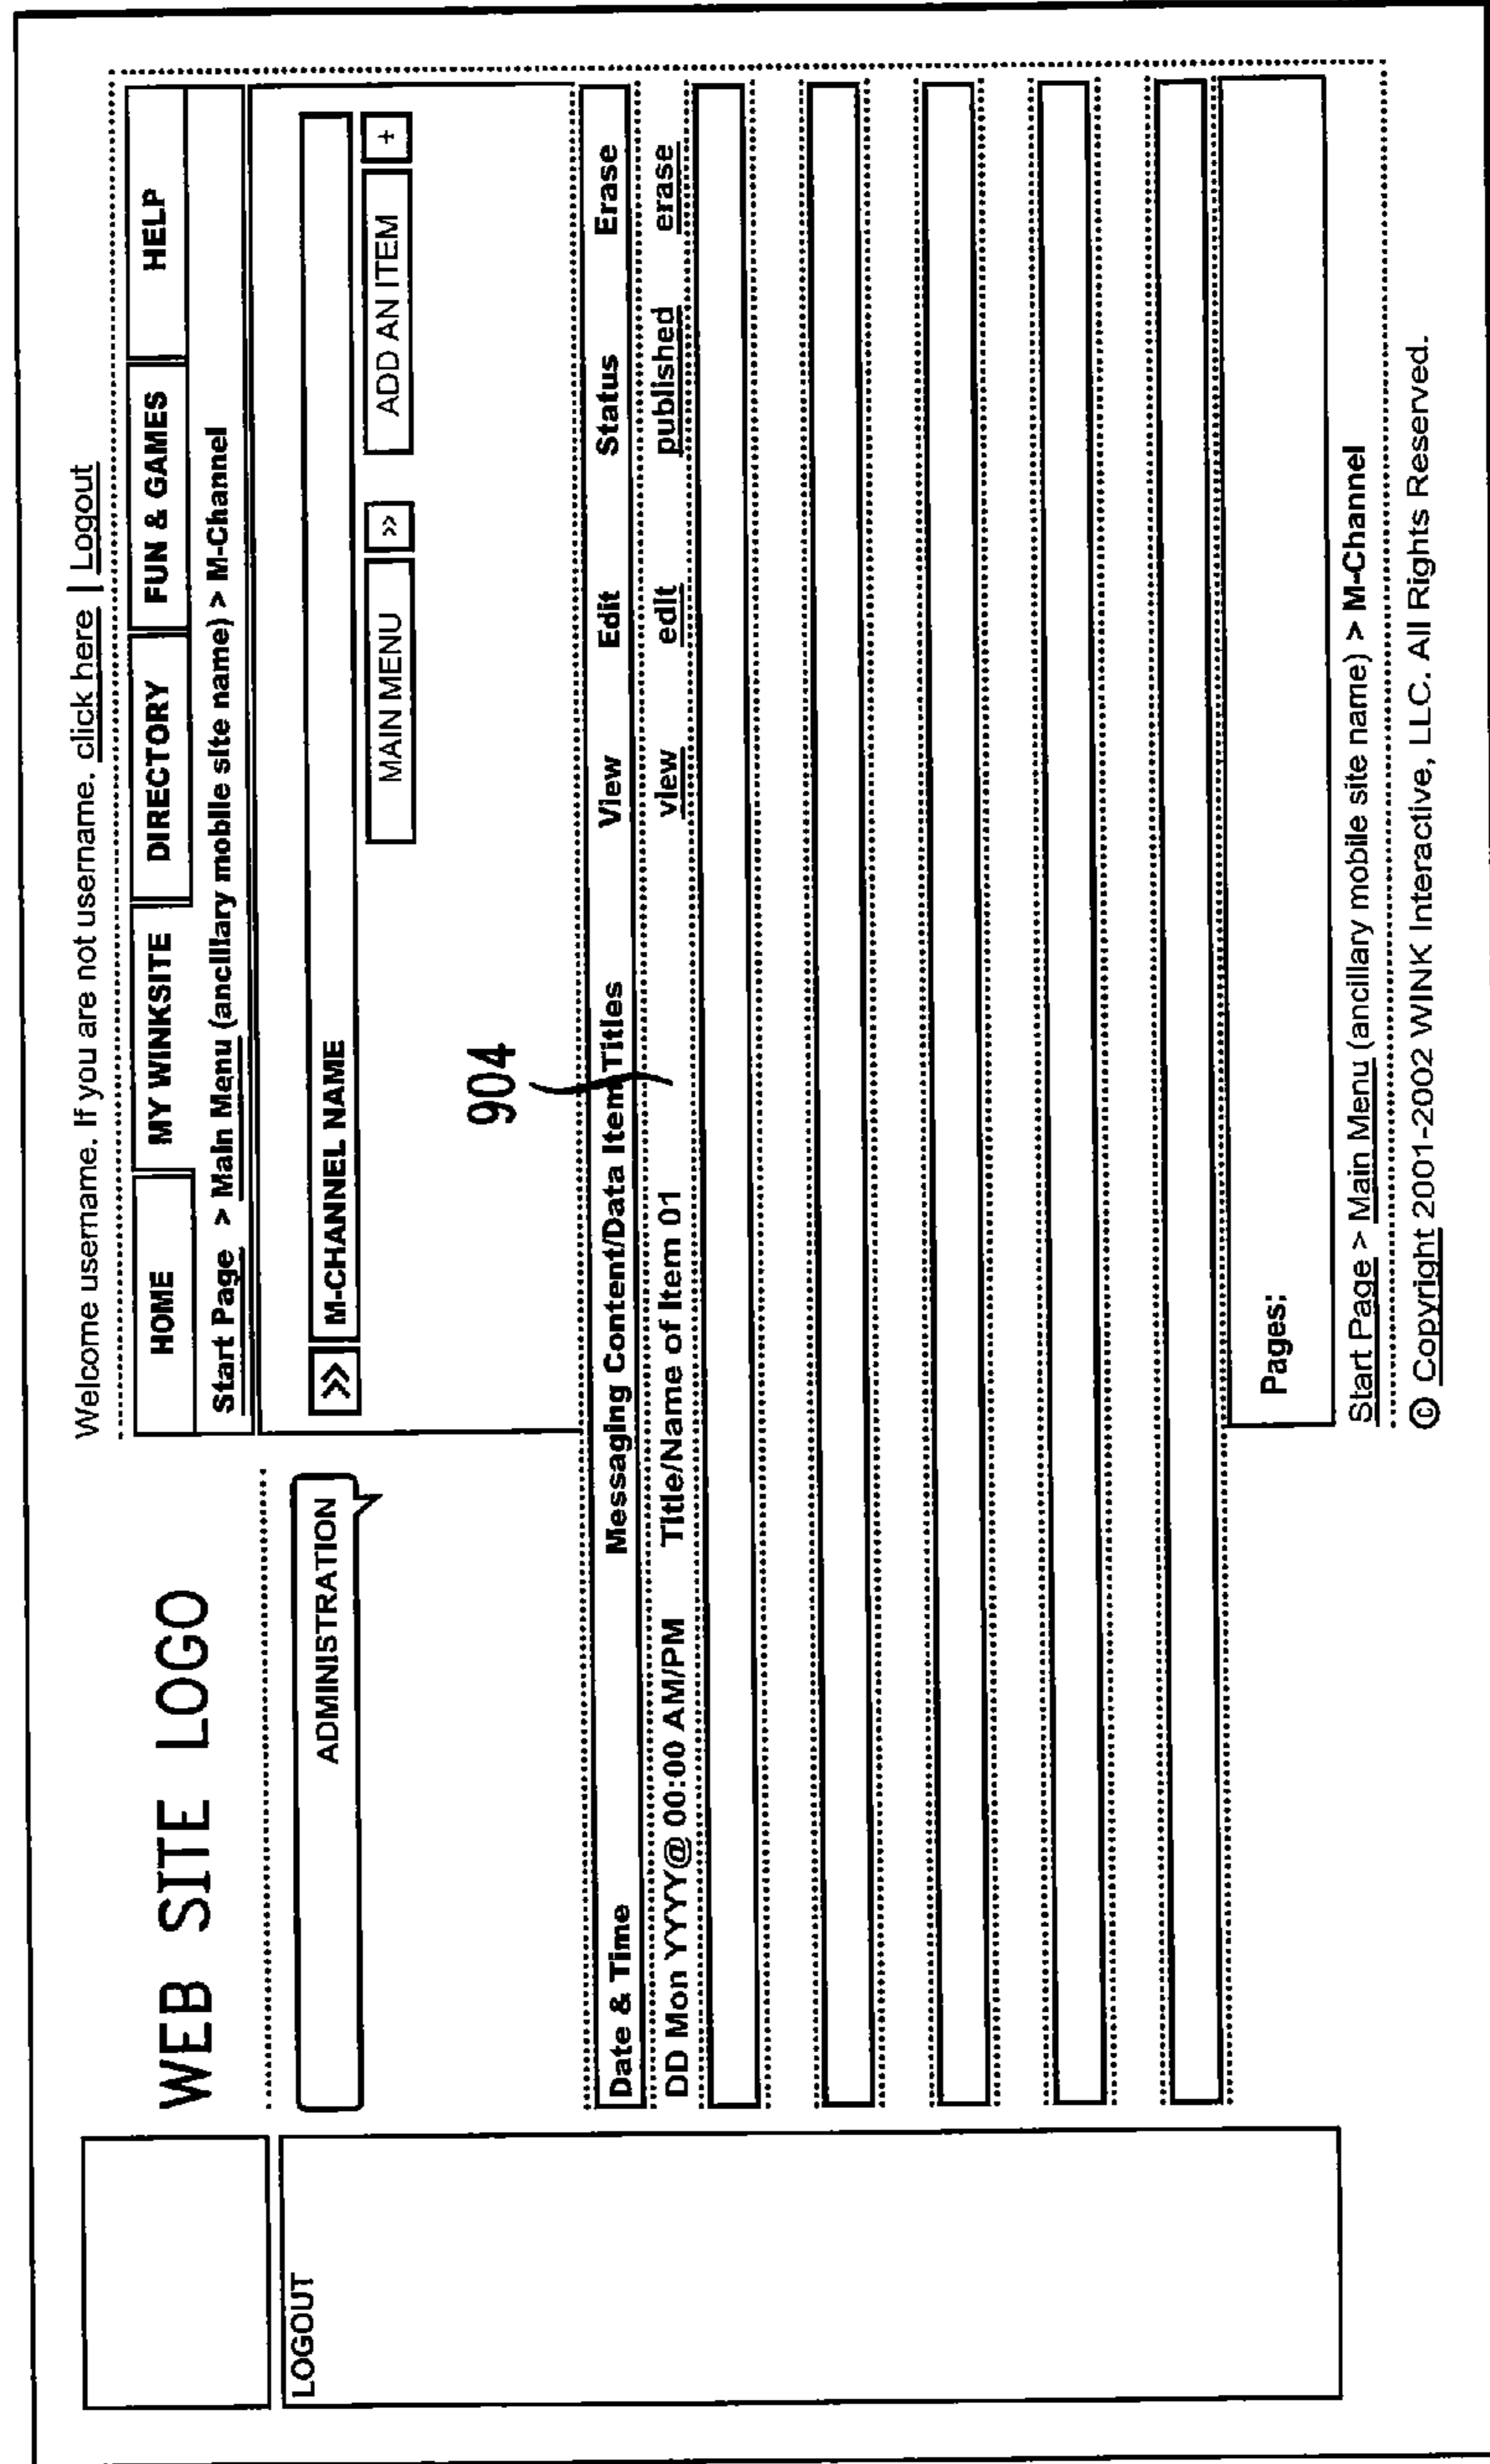 Welcome username. If you are not username, click here | Logout
WEB SITE LOGO
HOME MY WINKSITE DIRECTORY FUN & GAMES HELP
Start Page > Main Menu (ancillary mobile site name) > M-Channel
LOGOUT
ADMINISTRATION
>> M-CHANNEL NAME
MAIN MENU >> ADD AN ITEM +
904
Date & Time Messaging Content/Data Item Titles View Edit Status Erase
DD Mon YYYY@ 00:00 AM/PM Title/Name of Item 01 view edit published erase
Pages:
Start Page > Main Menu (ancillary mobile site name) > M-Channel
© Copyright 2001-2002 WINK Interactive, LLC. All Rights Reserved.